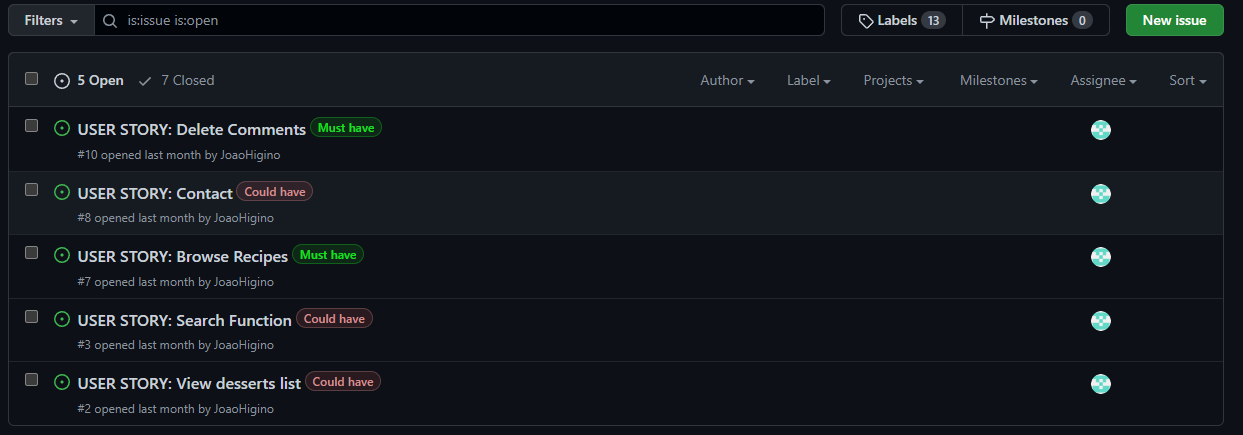 Filters is:issue is:open Labels 13 Milestones 0 New issue
5 Open 7 Closed Author Label Projects Milestones Assignee Sort
USER STORY: Delete Comments Must have
#10 opened last month by JoaoHigino
USER STORY: Contact Could have
#8 opened last month by JoaoHigino
USER STORY: Browse Recipes Must have
#7 opened last month by JoaoHigino
USER STORY: Search Function Could have
#3 opened last month by JoaoHigino
USER STORY: View desserts list Could have
#2 opened last month by JoaoHigino